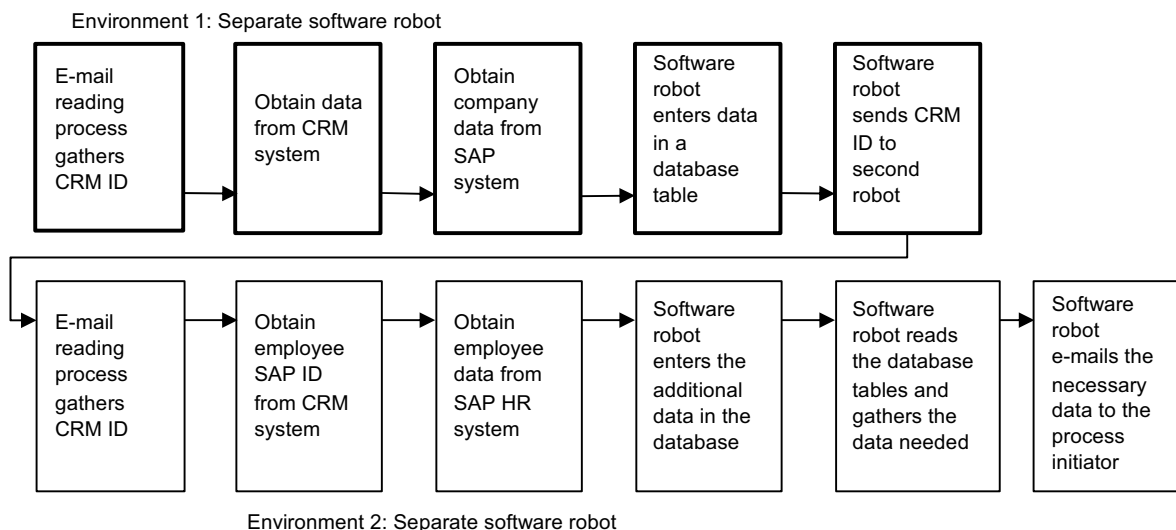 Environment 1: Separate software robot
E-mail
reading
process
gathers
CRM ID
Obtain data
from CRM
system
Obtain
company
data from
SAP
system
Software
robot
enters data
in a
database
table
Software
robot
sends CRM
ID to
second
robot
E-mail
reading
process
gathers
CRM ID
Obtain
employee
SAP ID
from CRM
system
Obtain
employee
data from
SAP HR
system
Software
robot
enters the
additional
data in the
database
Software
robot reads
the database
tables and
gathers the
data needed
Software
robot
e-mails the
necessary
data to the
process
initiator
Environment 2: Separate software robot